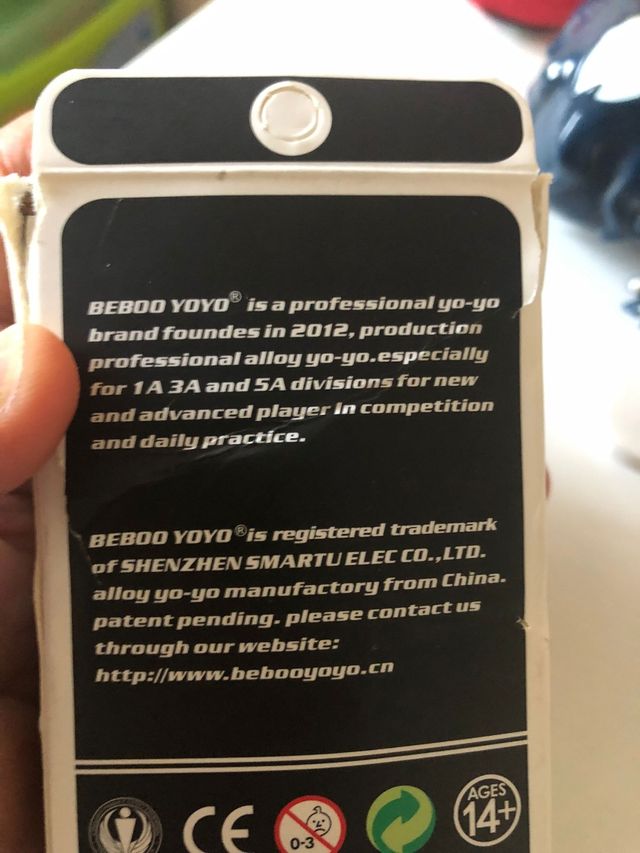 BEBOO YOYO® is a professional yo-yo
brand foundes in 2012, production
professional alloy yo-yo.especially
for 1A 3A and 5A divisions for new
and advanced player in competition
and daily practice.
BEBOO YOYO® is registered trademark
of SHENZHEN SMARTU ELEC CO.,LTD.
alloy yo-yo manufactory from China.
patent pending. please contact us
through our website:
http://www.bebooyoyo.cn
CE 0-3 AGES 14+